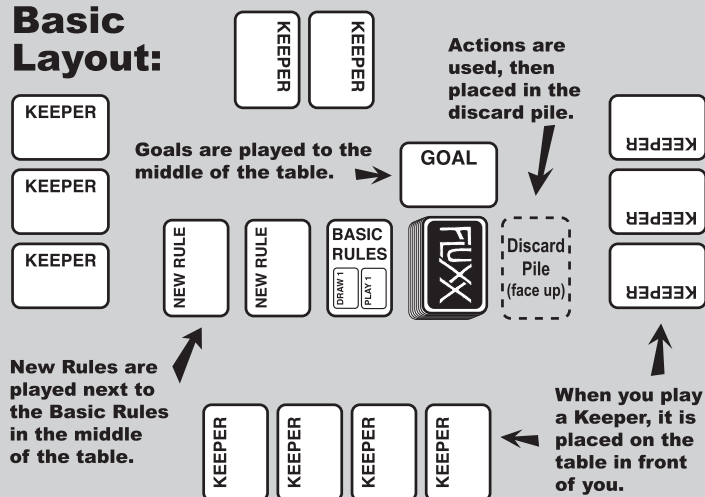 Basic
Layout:
KEEPER
KEEPER
Actions are
used, then
placed in the
discard pile.
KEEPER
KEEPER
KEEPER
Goals are played to the
middle of the table.
GOAL
KEEPER
KEEPER
KEEPER
NEW RULE
NEW RULE
BASIC
RULES
DRAW 1
PLAY 1
FLUXX
Discard
Pile
(face up)
New Rules are
played next to
the Basic Rules
in the middle
of the table.
KEEPER
KEEPER
KEEPER
KEEPER
When you play
a Keeper, it is
placed on the
table in front
of you.